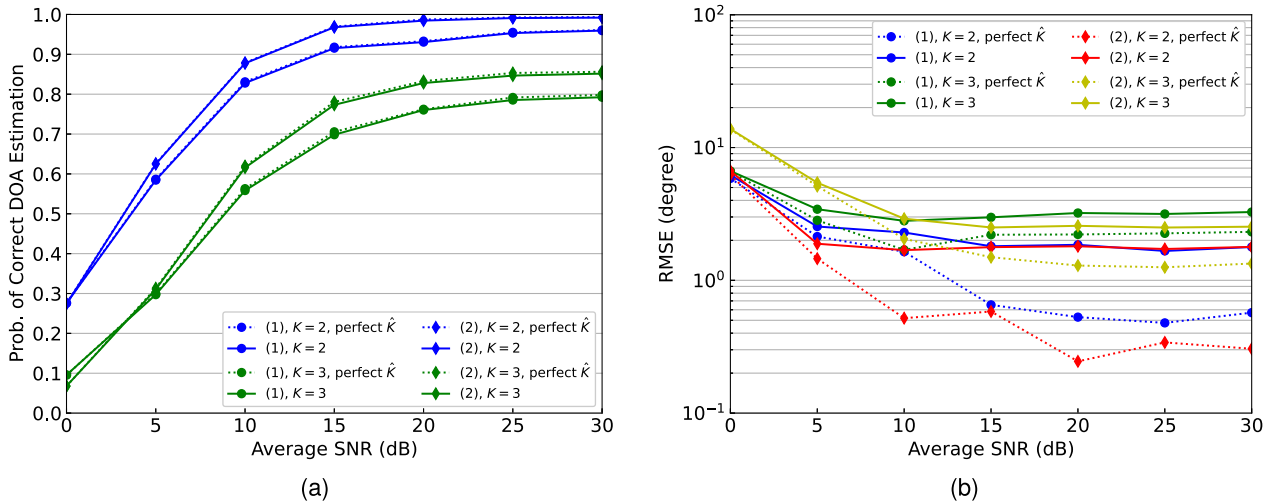 1.0
0.9
0.8
0.7
0.6
0.5
0.4
0.3
0.2
0.1
0.0
Prob. of Correct DOA Estimation
(1), K = 2, perfect K̂
(1), K = 2
(1), K = 3, perfect K̂
(1), K = 3
(2), K = 2, perfect K̂
(2), K = 2
(2), K = 3, perfect K̂
(2), K = 3
0 5 10 15 20 25 30
Average SNR (dB)
(a)
10²
10¹
10⁰
10⁻¹
RMSE (degree)
(1), K = 2, perfect K̂
(1), K = 2
(1), K = 3, perfect K̂
(1), K = 3
(2), K = 2, perfect K̂
(2), K = 2
(2), K = 3, perfect K̂
(2), K = 3
0 5 10 15 20 25 30
Average SNR (dB)
(b)